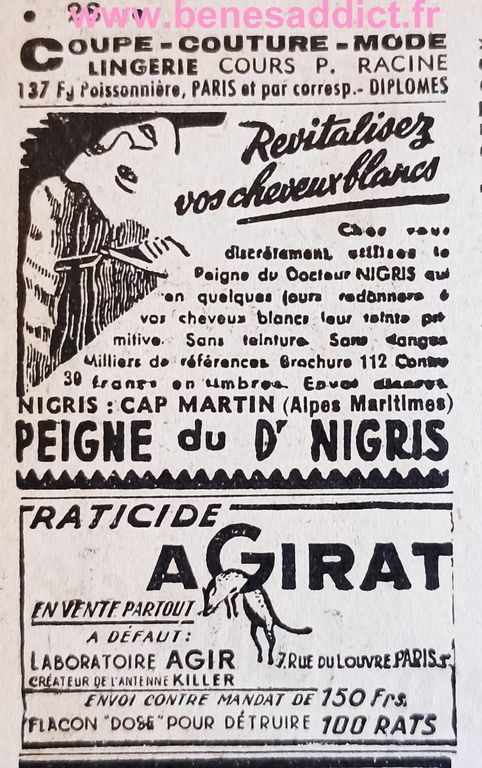 www.benesaddict.fr
COUPE-COUTURE-MODE
LINGERIE COURS P. RACINE
137 Fg Poissonnière, PARIS et par corresp.- DIPLOMES
Revitalisez
vos cheveux blancs
Chez vous
discrètement, utilisez le
Peigne du Docteur NIGRIS qui
en quelques jours redonnera à
vos cheveux blancs leur teinte pri
mitive. Sans teinture. Sans danger
Milliers de références. Brochure 112 Contre
30 francs en timbres. Envoi discret.
NIGRIS : CAP MARTIN (Alpes Maritimes)
PEIGNE du Dr NIGRIS
RATICIDE
AGIRAT
EN VENTE PARTOUT
A DÉFAUT :
LABORATOIRE AGIR 7, RUE DU LOUVRE, PARIS
CRÉATEUR DE L'ANTENNE KILLER
ENVOI CONTRE MANDAT DE 150 Frs.
FLACON "DOSE" POUR DÉTRUIRE 100 RATS